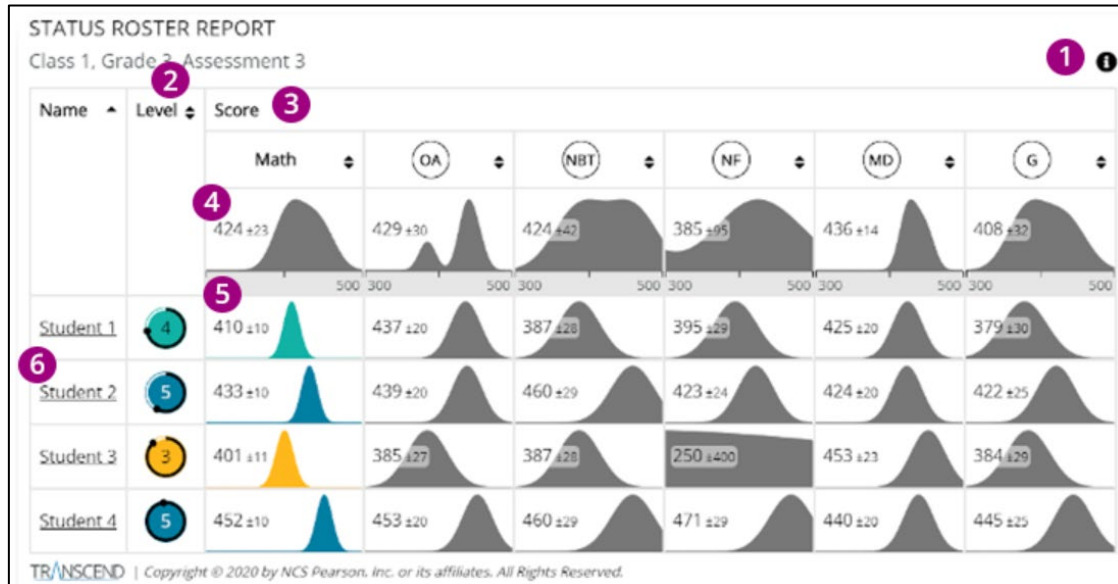 STATUS ROSTER REPORT
1
Class 1, Grade 3, Assessment 3
2
Name Level Score 3
Math OA NBT NF MD G
4
424 ±23 429 ±30 424 ±42 385 ±95 436 ±14 408 ±32
500 300 500 300 500 300
5
Student 1 4 410 ±10 437 ±20 387 ±28 395 ±29 425 ±20 379 ±30
6
Student 2 5 433 ±10 439 ±20 460 ±29 423 ±24 424 ±20 422 ±25
Student 3 3 401 ±11 385 ±27 387 ±28 250 ±400 453 ±23 384 ±29
Student 4 5 452 ±10 453 ±20 460 ±29 471 ±29 440 ±20 445 ±25
TRANSCEND | Copyright © 2020 by NCS Pearson. Inc. or its affiliates. All Rights Reserved.